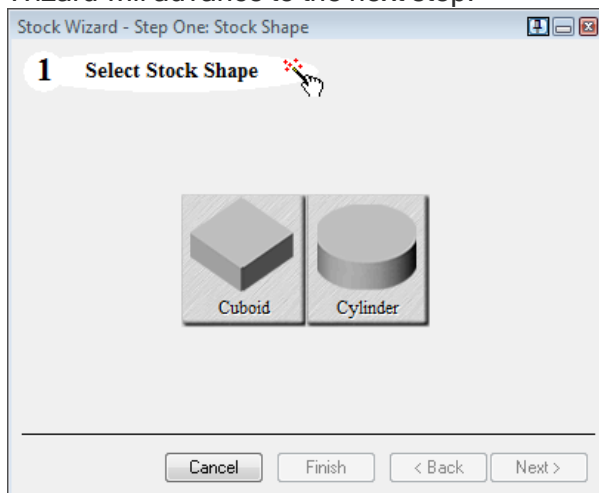 Wizard will advance to the next step.
Stock Wizard - Step One: Stock Shape
1 Select Stock Shape
Cuboid Cylinder
Cancel Finish < Back Next >